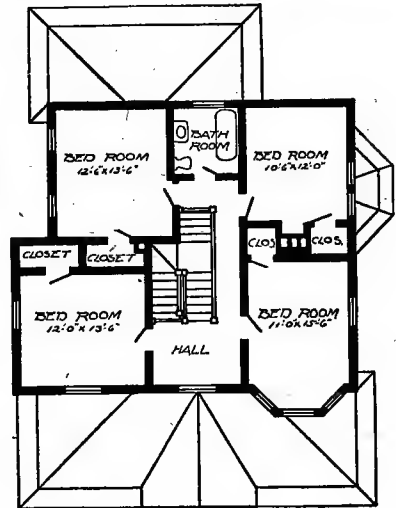 BATH
ROOM
BED ROOM
12'-6"X13'-6"
BED ROOM
10'-6"X12'-0"
CLOSET
CLOSET
CLOS.
CLOS.
BED ROOM
12'-0"X13'-6"
BED ROOM
11'-0"X15'-6"
HALL